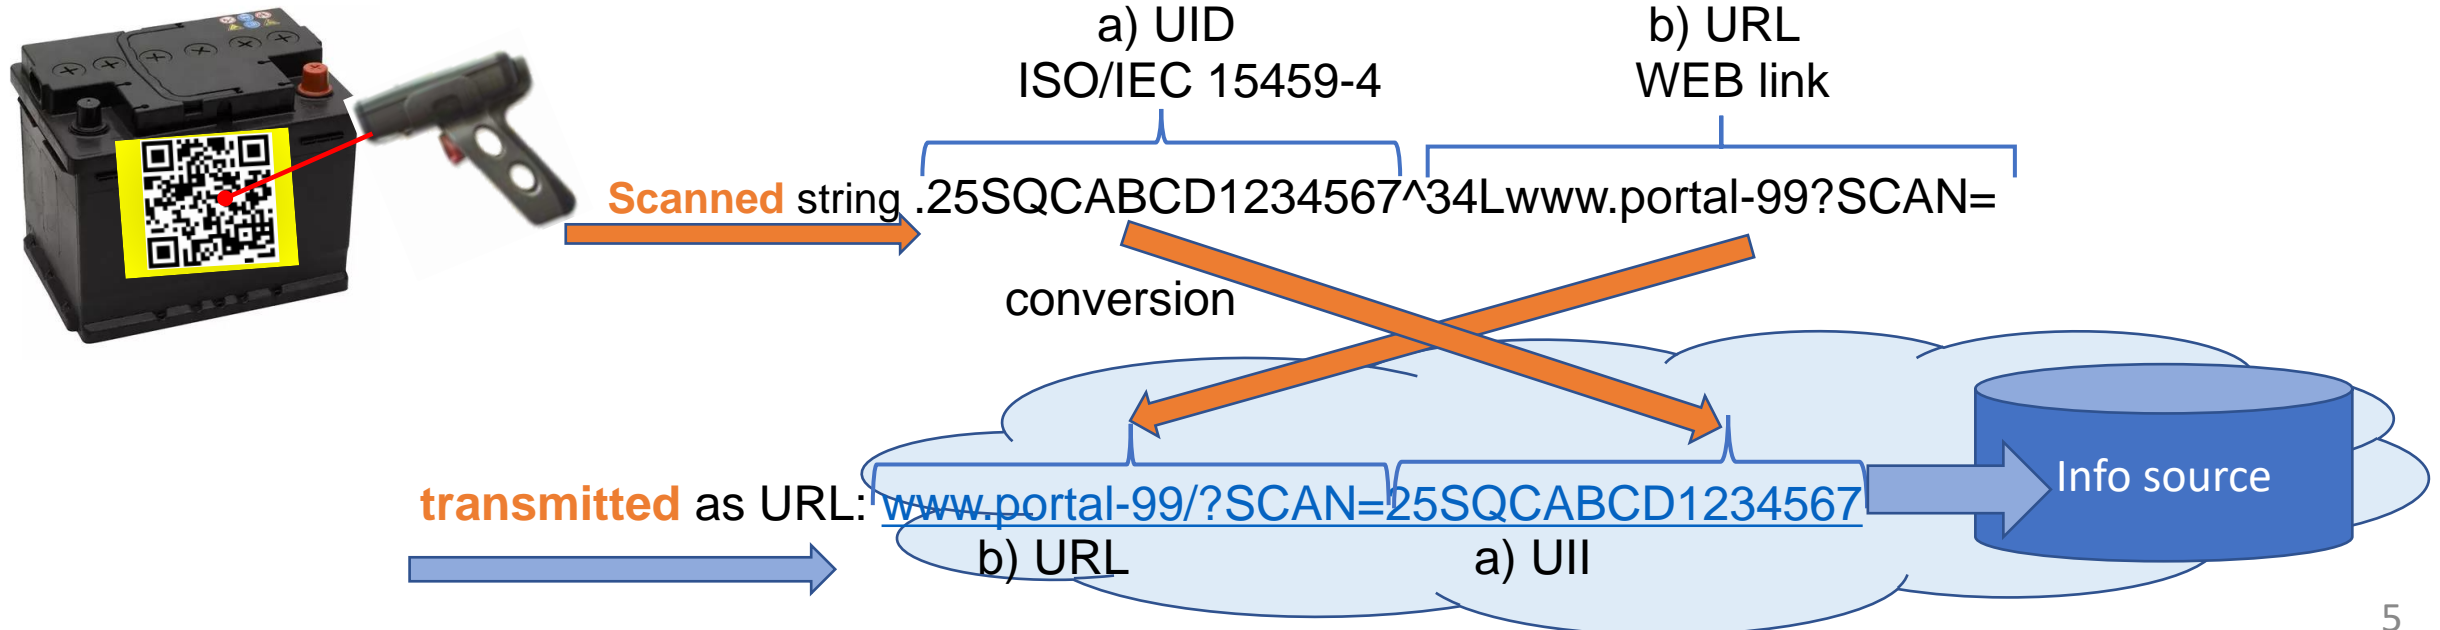 a) UID
ISO/IEC 15459-4
b) URL
WEB link
Scanned string .25SQCABCD1234567^34Lwww.portal-99?SCAN=
conversion
transmitted as URL: www.portal-99/?SCAN=25SQCABCD1234567
b) URL
a) UII
Info source
5